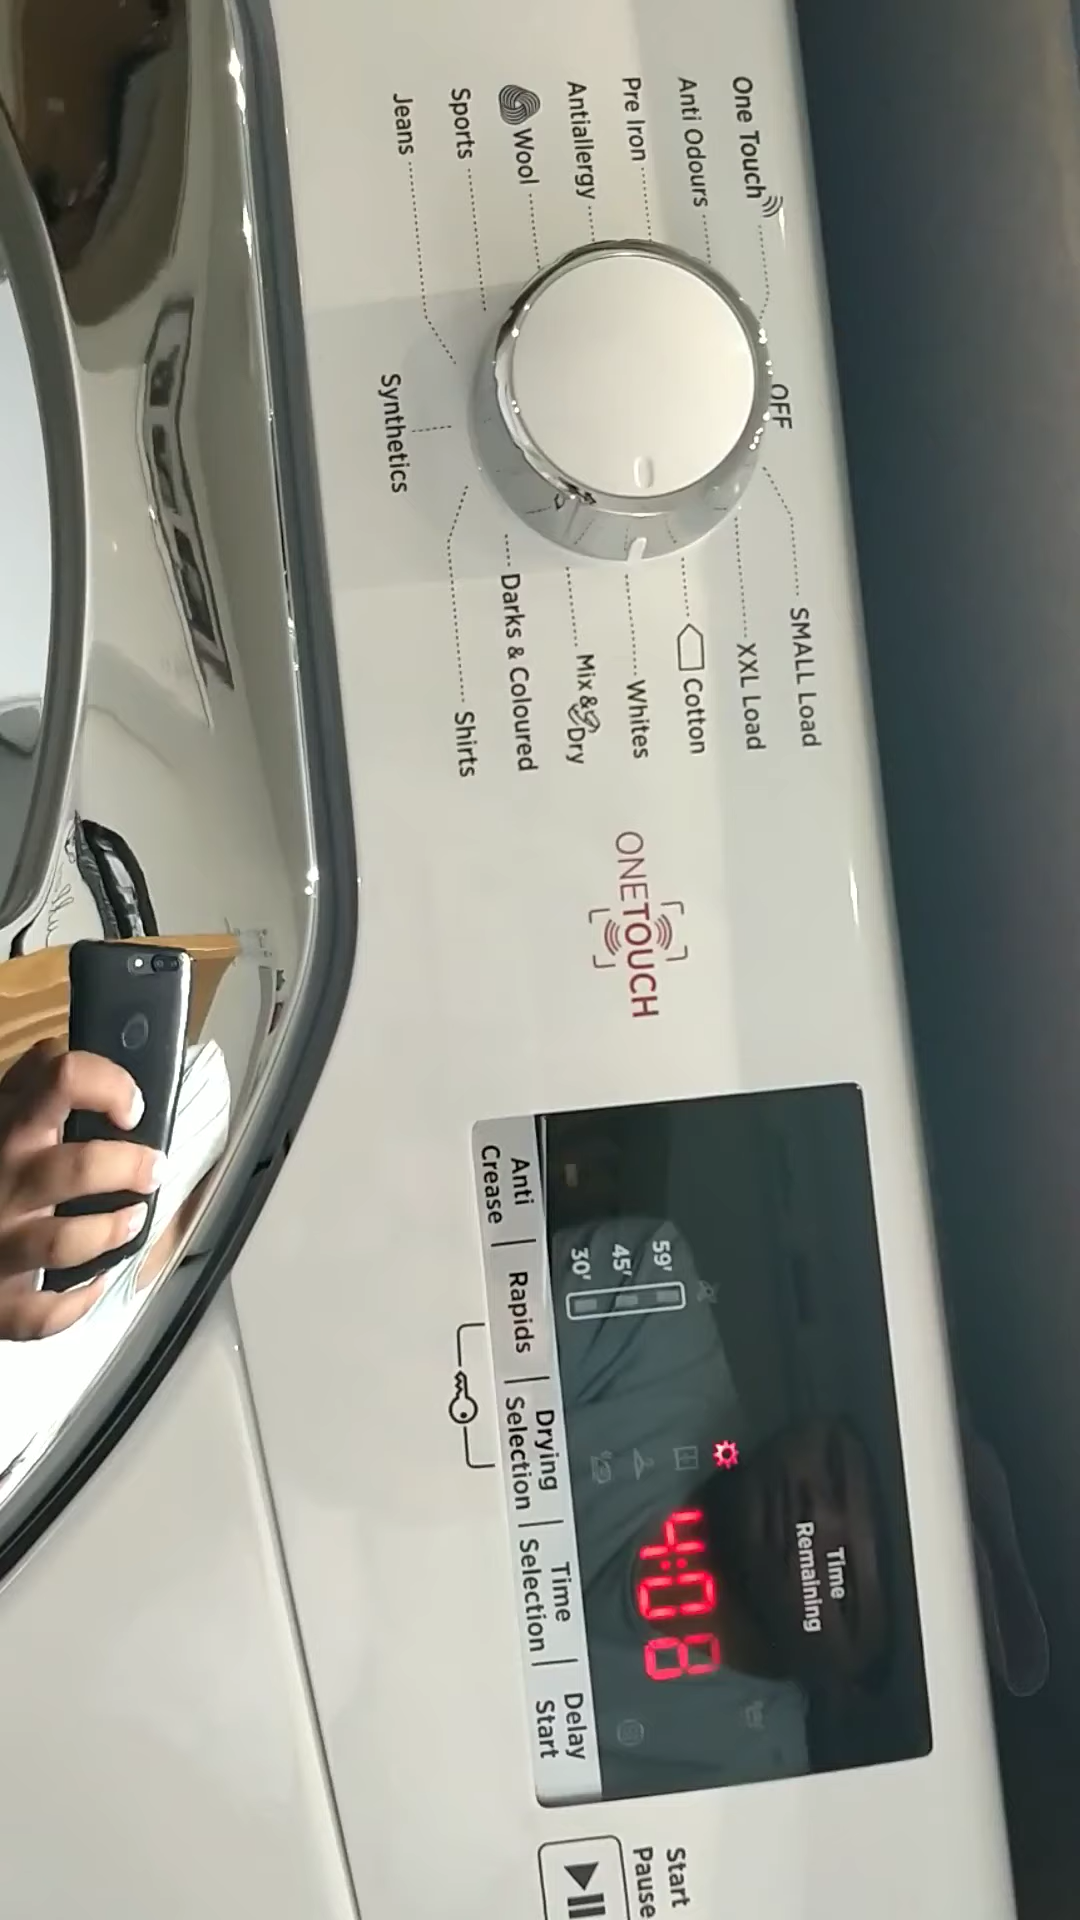 OFF
One Touch
Anti Odours
Pre Iron
Antiallergy
Wool
Sports
Jeans
Synthetics
SMALL Load
XXL Load
Cotton
Whites
Mix & Dry
Darks & Coloured
Shirts
ONETOUCH
Time
Remaining
59'
45'
30'
4:08
Anti
Crease
Rapids
Drying
Selection
Time
Selection
Delay
Start
Start
Pause